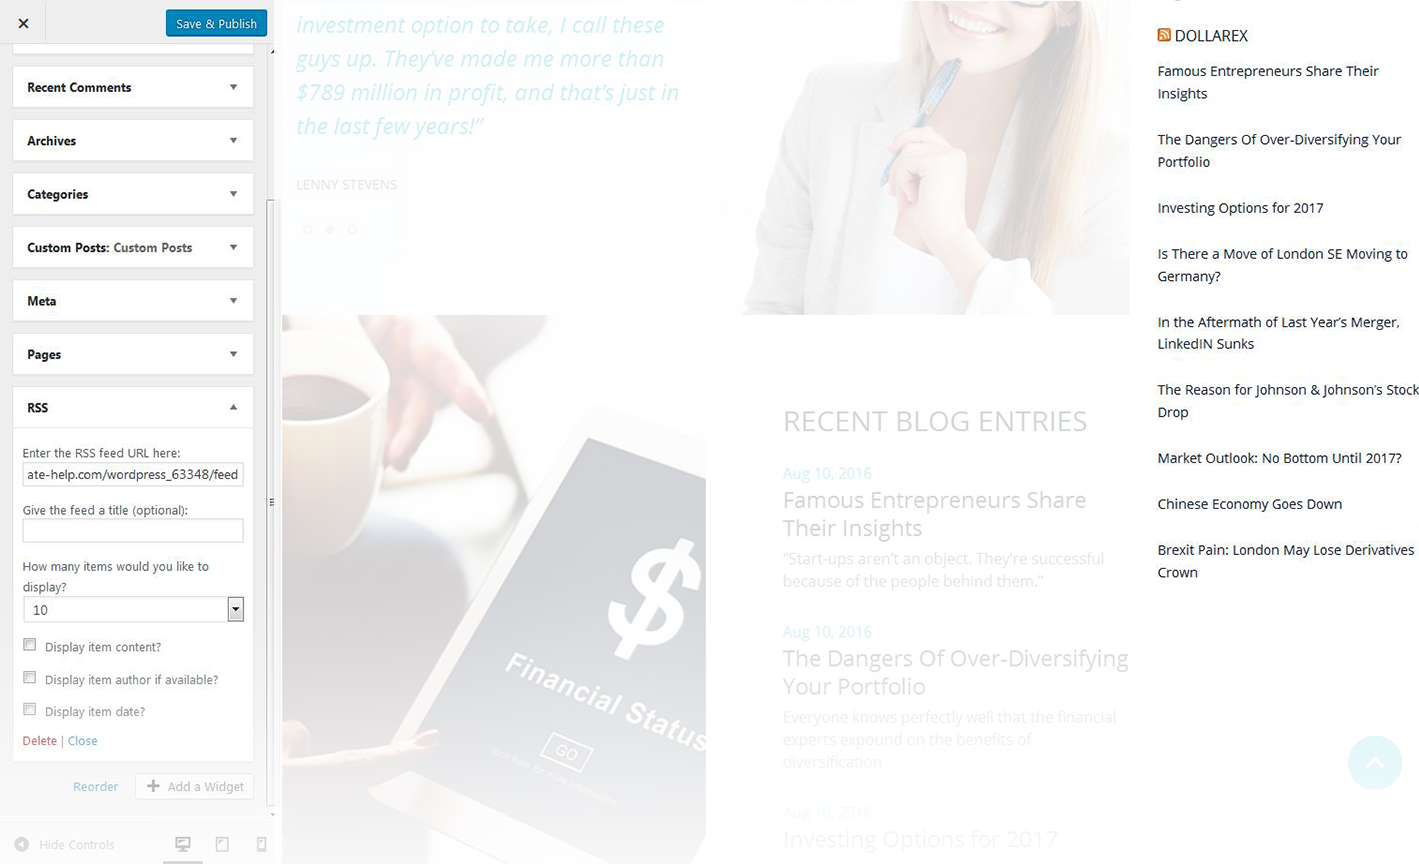 Save & Publish
Recent Comments
Archives
Categories
Custom Posts: Custom Posts
Meta
Pages
RSS
Enter the RSS feed URL here:
ate-help.com/wordpress_63348/feed
Give the feed a title (optional):
How many items would you like to
display?
10
Display item content?
Display item author if available?
Display item date?
Delete | Close
Reorder
Add a Widget
Hide Controls
investment option to take, I call these
guys up. They’ve made me more than
$789 million in profit, and that’s just in
the last few years!”
LENNY STEVENS
$
Financial Status
GO
click here for more information
RECENT BLOG ENTRIES
Aug 10, 2016
Famous Entrepreneurs Share
Their Insights
“Start-ups aren’t an object. They’re successful
because of the people behind them.”
Aug 10, 2016
The Dangers Of Over-Diversifying
Your Portfolio
Everyone knows perfectly well that the financial
experts expound on the benefits of
diversification
Aug 10, 2016
Investing Options for 2017
DOLLAREX
Famous Entrepreneurs Share Their
Insights
The Dangers Of Over-Diversifying Your
Portfolio
Investing Options for 2017
Is There a Move of London SE Moving to
Germany?
In the Aftermath of Last Year’s Merger,
LinkedIN Sunks
The Reason for Johnson & Johnson’s Stock
Drop
Market Outlook: No Bottom Until 2017?
Chinese Economy Goes Down
Brexit Pain: London May Lose Derivatives
Crown